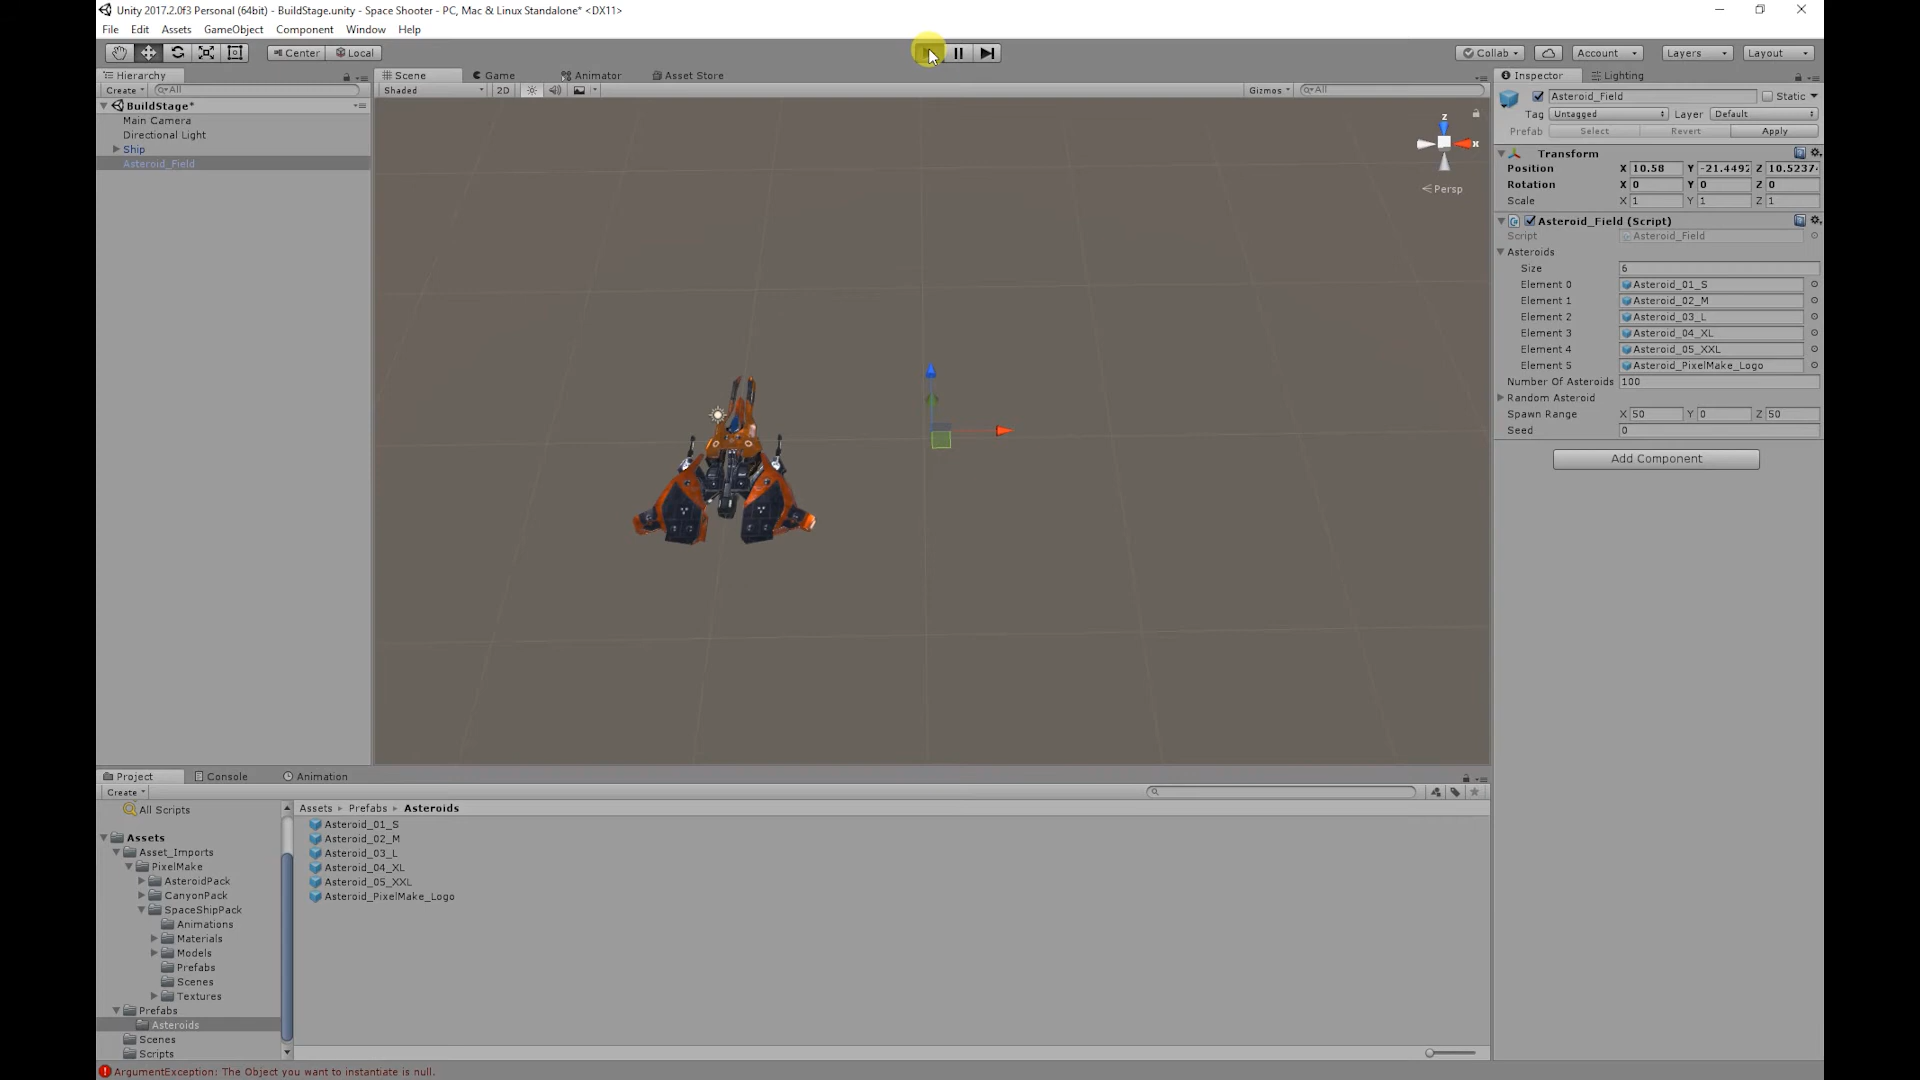 Unity 2017.2.0f3 Personal (64bit) - BuildStage.unity - Space Shooter - PC, Mac & Linux Standalone* <DX11>
File Edit Assets GameObject Component Window Help
Center Local Collab Account Layers Layout
Hierarchy Scene Game Animator Asset Store Inspector Lighting
Create All Shaded 2D Gizmos All Asteroid_Field Static
BuildStage*
Main Camera
Directional Light
Ship
Asteroid_Field
z
x
Persp
Tag Untagged Layer Default
Prefab Select Revert Apply
Transform
Position X 10.58 Y -21.4492 Z 10.5237
Rotation X 0 Y 0 Z 0
Scale X 1 Y 1 Z 1
Asteroid_Field (Script)
Script Asteroid_Field
Asteroids
Size 6
Element 0 Asteroid_01_S
Element 1 Asteroid_02_M
Element 2 Asteroid_03_L
Element 3 Asteroid_04_XL
Element 4 Asteroid_05_XXL
Element 5 Asteroid_PixelMake_Logo
Number Of Asteroids 100
Random Asteroid
Spawn Range X 50 Y 0 Z 50
Seed 0
Add Component
Project Console Animation
Create
All Scripts
Assets
Asset_Imports
PixelMake
AsteroidPack
CanyonPack
SpaceShipPack
Animations
Materials
Models
Prefabs
Scenes
Textures
Prefabs
Asteroids
Scenes
Scripts
Assets Prefabs Asteroids
Asteroid_01_S
Asteroid_02_M
Asteroid_03_L
Asteroid_04_XL
Asteroid_05_XXL
Asteroid_PixelMake_Logo
ArgumentException: The Object you want to instantiate is null.